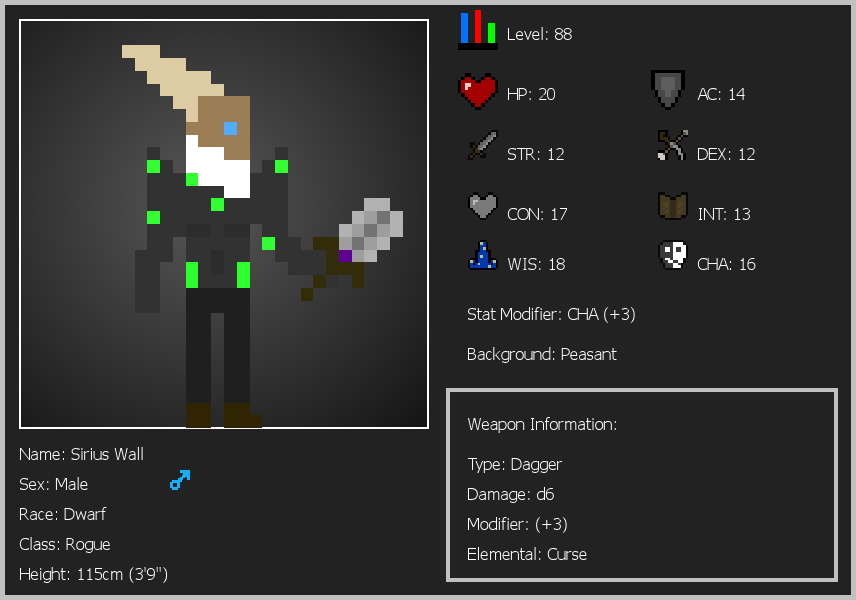 Level: 88
HP: 20
AC: 14
STR: 12
DEX: 12
CON: 17
INT: 13
WIS: 18
CHA: 16
Stat Modifier: CHA (+3)
Background: Peasant
Weapon Information:
Type: Dagger
Damage: d6
Modifier: (+3)
Elemental: Curse
Name: Sirius Wall
Sex: Male
Race: Dwarf
Class: Rogue
Height: 115cm (3'9")